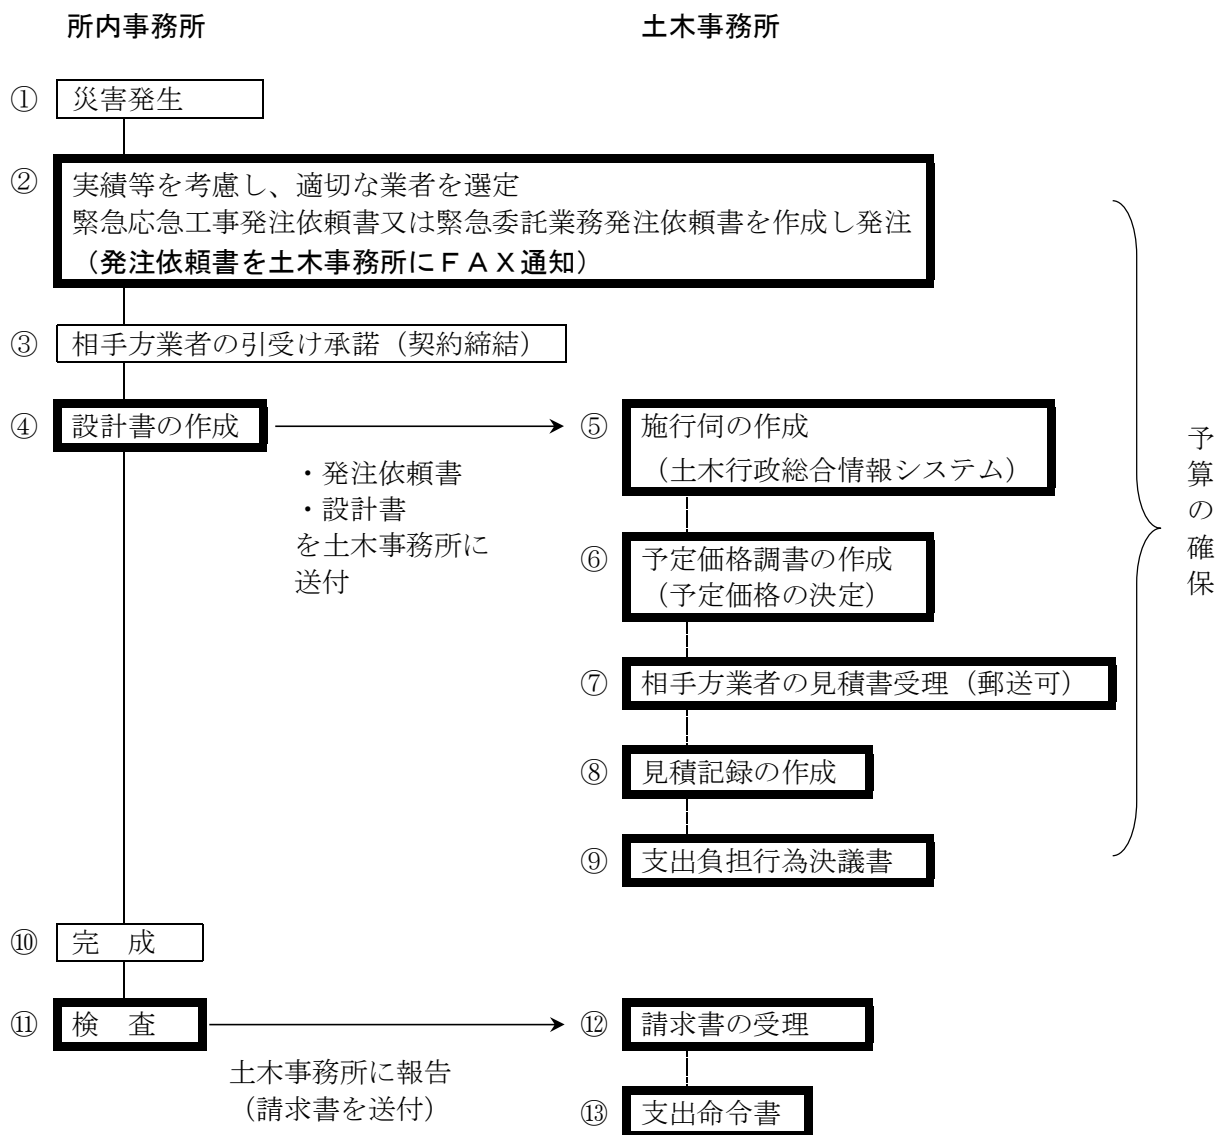 所内事務所
土木事務所
① 災害発生
② 実績等を考慮し、適切な業者を選定
緊急応急工事発注依頼書又は緊急委託業務発注依頼書を作成し発注
（発注依頼書を土木事務所にＦＡＸ通知）
③ 相手方業者の引受け承諾（契約締結）
④ 設計書の作成
・発注依頼書
・設計書
を土木事務所に
送付
⑤ 施行伺の作成
（土木行政総合情報システム）
⑥ 予定価格調書の作成
（予定価格の決定）
⑦ 相手方業者の見積書受理（郵送可）
⑧ 見積記録の作成
⑨ 支出負担行為決議書
予算の確保
⑩ 完　成
⑪ 検　査
土木事務所に報告
（請求書を送付）
⑫ 請求書の受理
⑬ 支出命令書